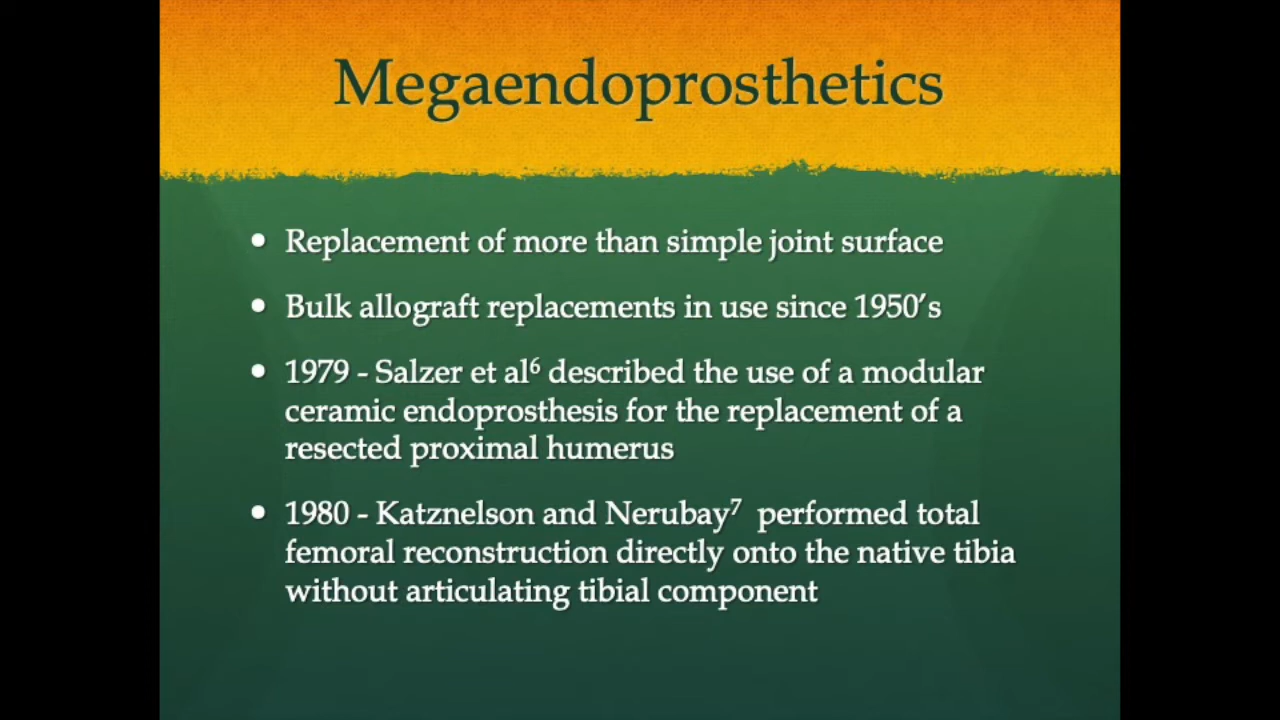 Megaendoprosthetics
• Replacement of more than simple joint surface
• Bulk allograft replacements in use since 1950's
• 1979 - Salzer et al⁶ described the use of a modular
ceramic endoprosthesis for the replacement of a
resected proximal humerus
• 1980 - Katznelson and Nerubay⁷ performed total
femoral reconstruction directly onto the native tibia
without articulating tibial component